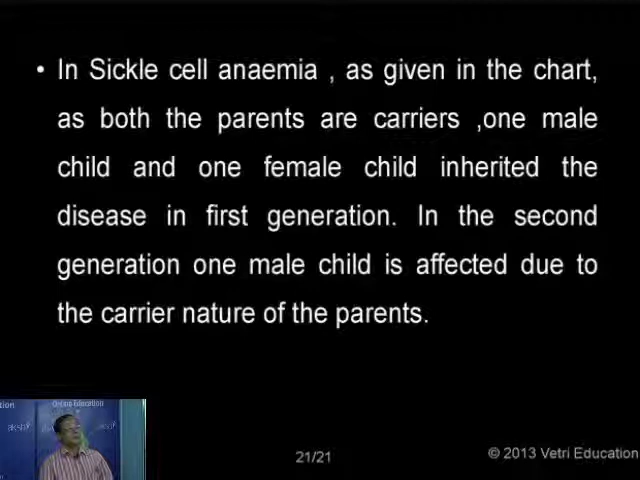 • In Sickle cell anaemia , as given in the chart,
as both the parents are carriers ,one male
child and one female child inherited the
disease in first generation. In the second
generation one male child is affected due to
the carrier nature of the parents.
Online Education
21/21
© 2013 Vetri Education